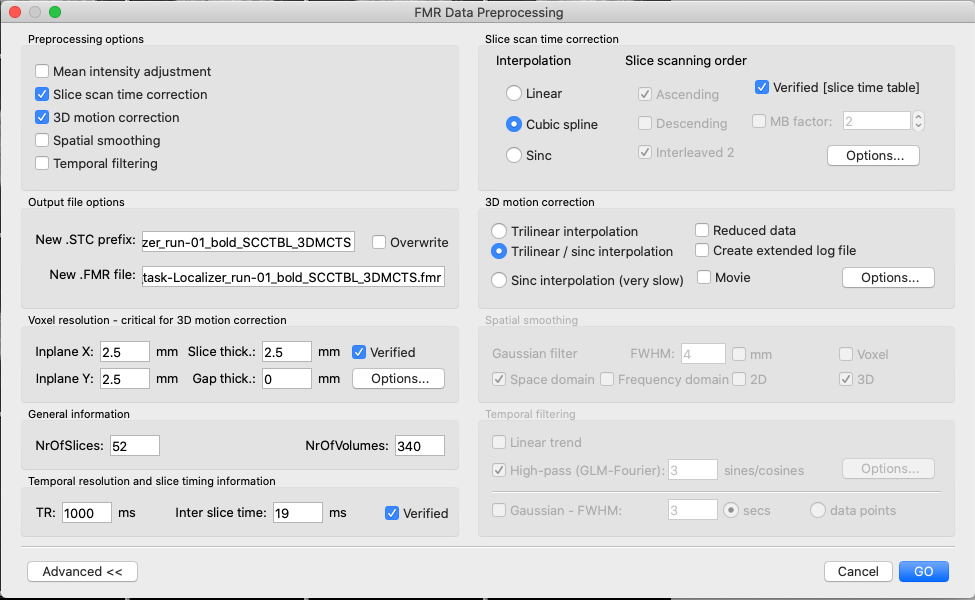 FMR Data Preprocessing
Preprocessing options
Mean intensity adjustment
Slice scan time correction
3D motion correction
Spatial smoothing
Temporal filtering
Output file options
New .STC prefix: zer_run-01_bold_SCCTBL_3DMCTS Overwrite
New .FMR file: task-Localizer_run-01_bold_SCCTBL_3DMCTS.fmr
Voxel resolution - critical for 3D motion correction
Inplane X: 2.5 mm Slice thick.: 2.5 mm Verified
Inplane Y: 2.5 mm Gap thick.: 0 mm Options...
General information
NrOfSlices: 52 NrOfVolumes: 340
Temporal resolution and slice timing information
TR: 1000 ms Inter slice time: 19 ms Verified
Slice scan time correction
Interpolation Slice scanning order
Linear Ascending Verified [slice time table]
Cubic spline Descending MB factor: 2
Sinc Interleaved 2 Options...
3D motion correction
Trilinear interpolation Reduced data
Trilinear / sinc interpolation Create extended log file
Sinc interpolation (very slow) Movie Options...
Spatial smoothing
Gaussian filter FWHM: 4 mm Voxel
Space domain Frequency domain 2D 3D
Temporal filtering
Linear trend
High-pass (GLM-Fourier): 3 sines/cosines Options...
Gaussian - FWHM: 3 secs data points
Advanced << Cancel GO